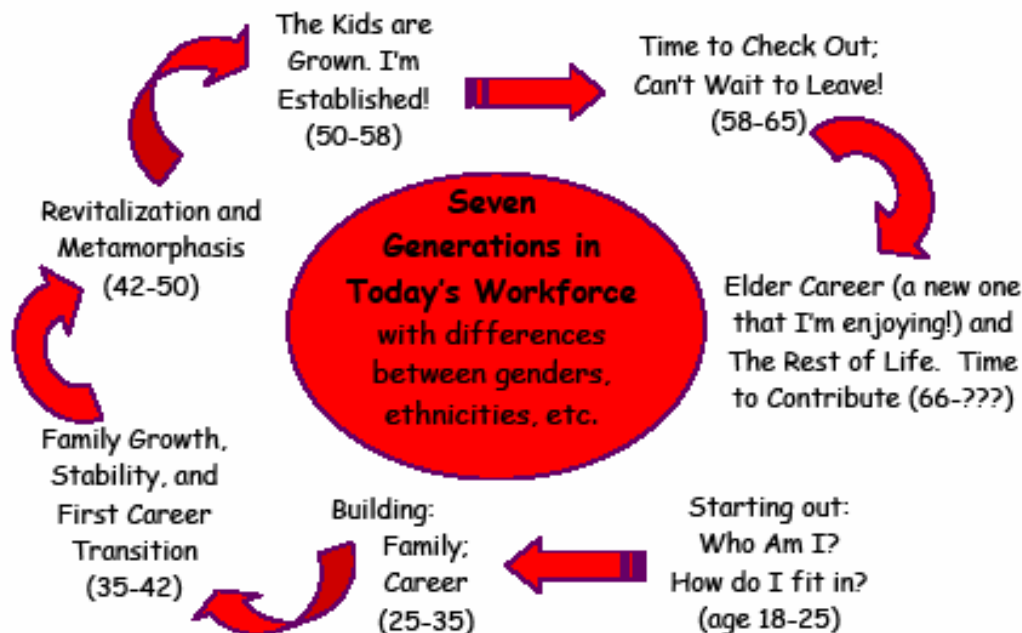 The Kids are
Grown. I'm
Established!
(50-58)
Time to Check Out;
Can't Wait to Leave!
(58-65)
Revitalization and
Metamorphasis
(42-50)
Seven
Generations in
Today's Workforce
with differences
between genders,
ethnicities, etc.
Elder Career (a new one
that I'm enjoying!) and
The Rest of Life. Time
to Contribute (66-???)
Family Growth,
Stability, and
First Career
Transition
(35-42)
Building:
Family;
Career
(25-35)
Starting out:
Who Am I?
How do I fit in?
(age 18-25)